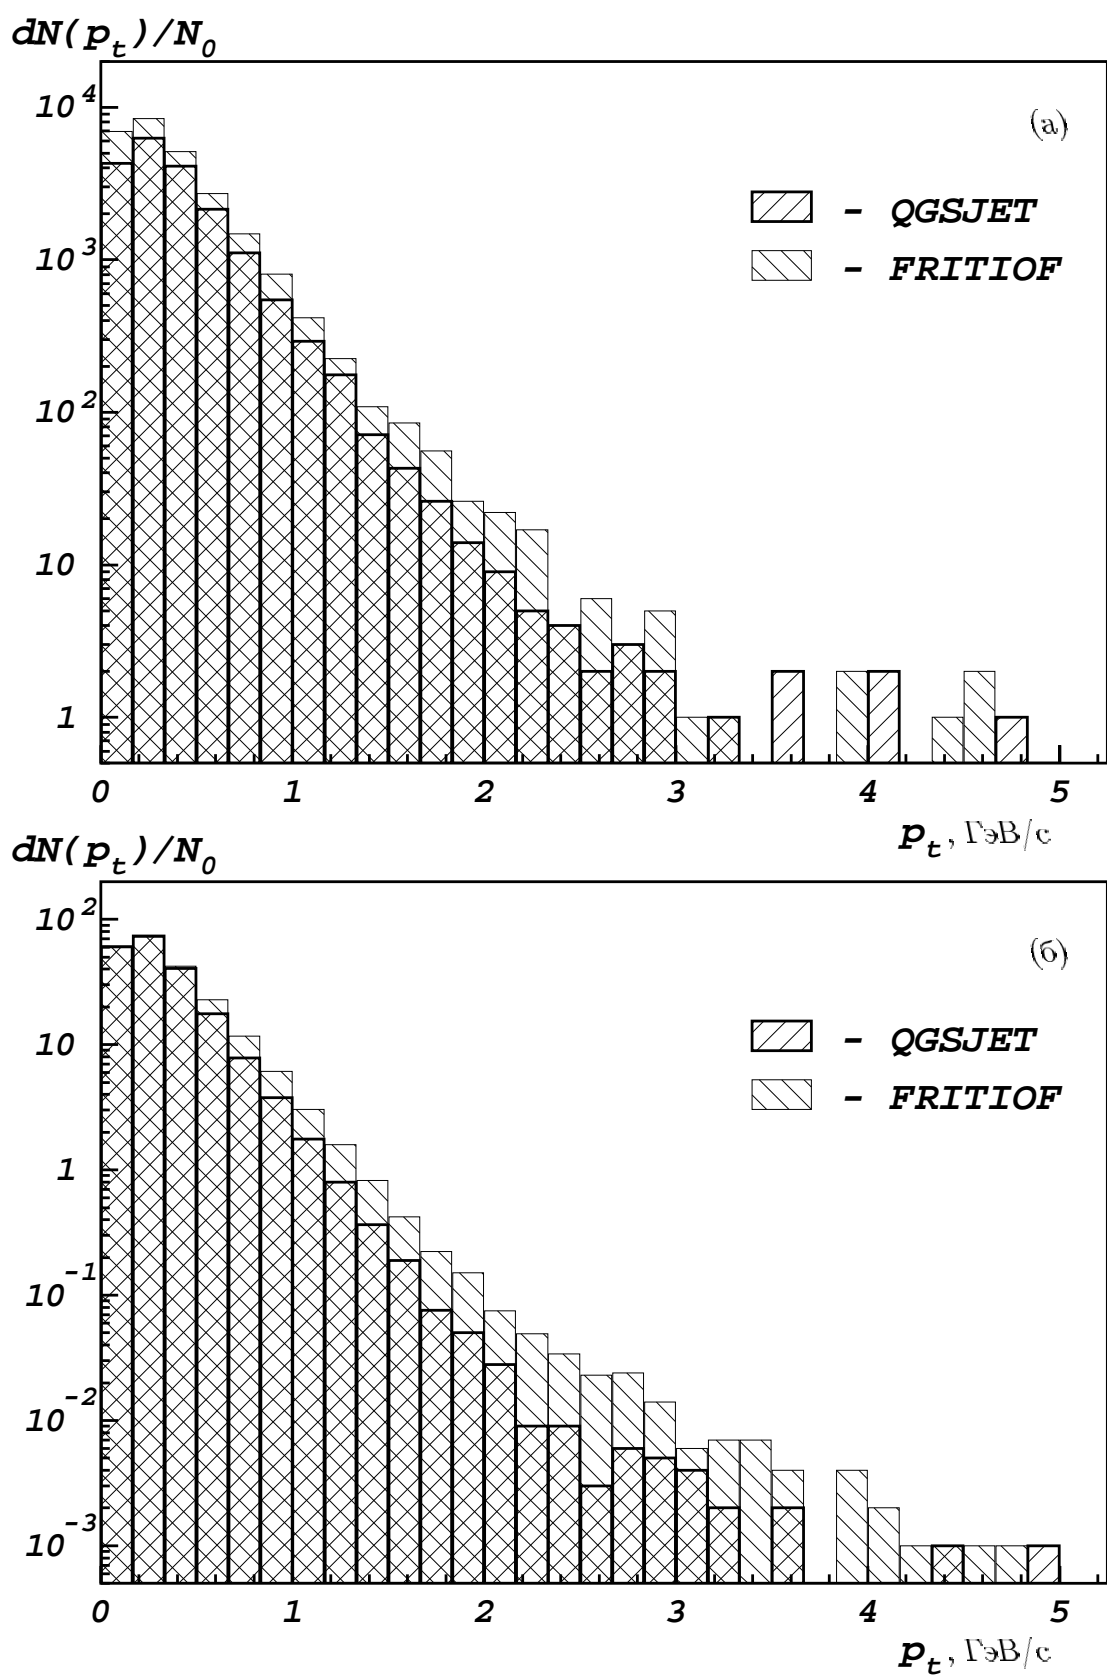 dN(p_t)/N_0
10^4
(а)
- QGSJET
10^3
- FRITIOF
10^2
10
1
0 1 2 3 4 5
p_t, ГэВ/с
dN(p_t)/N_0
10^2
(б)
10
- QGSJET
- FRITIOF
1
10^-1
10^-2
10^-3
0 1 2 3 4 5
p_t, ГэВ/с